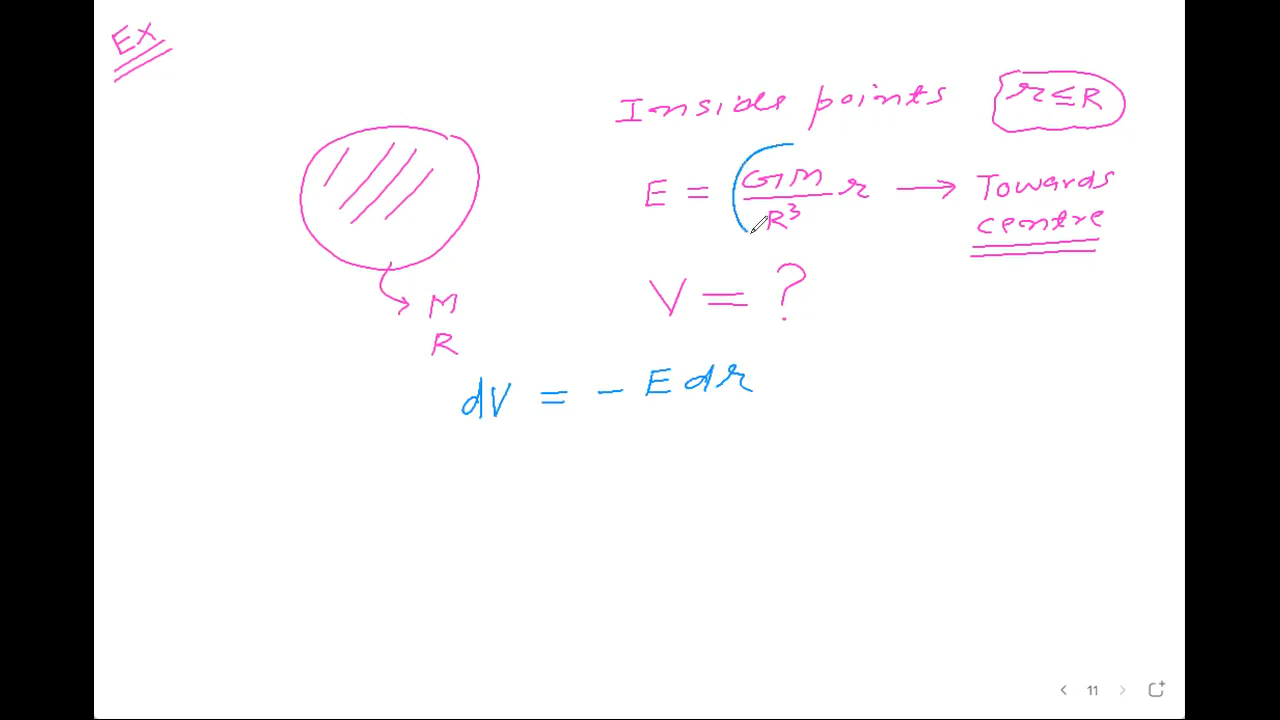 Ex
Inside points r ≤ R
E = GM/R³ r → Towards centre
V = ?
M
R
dV = - E dr
11